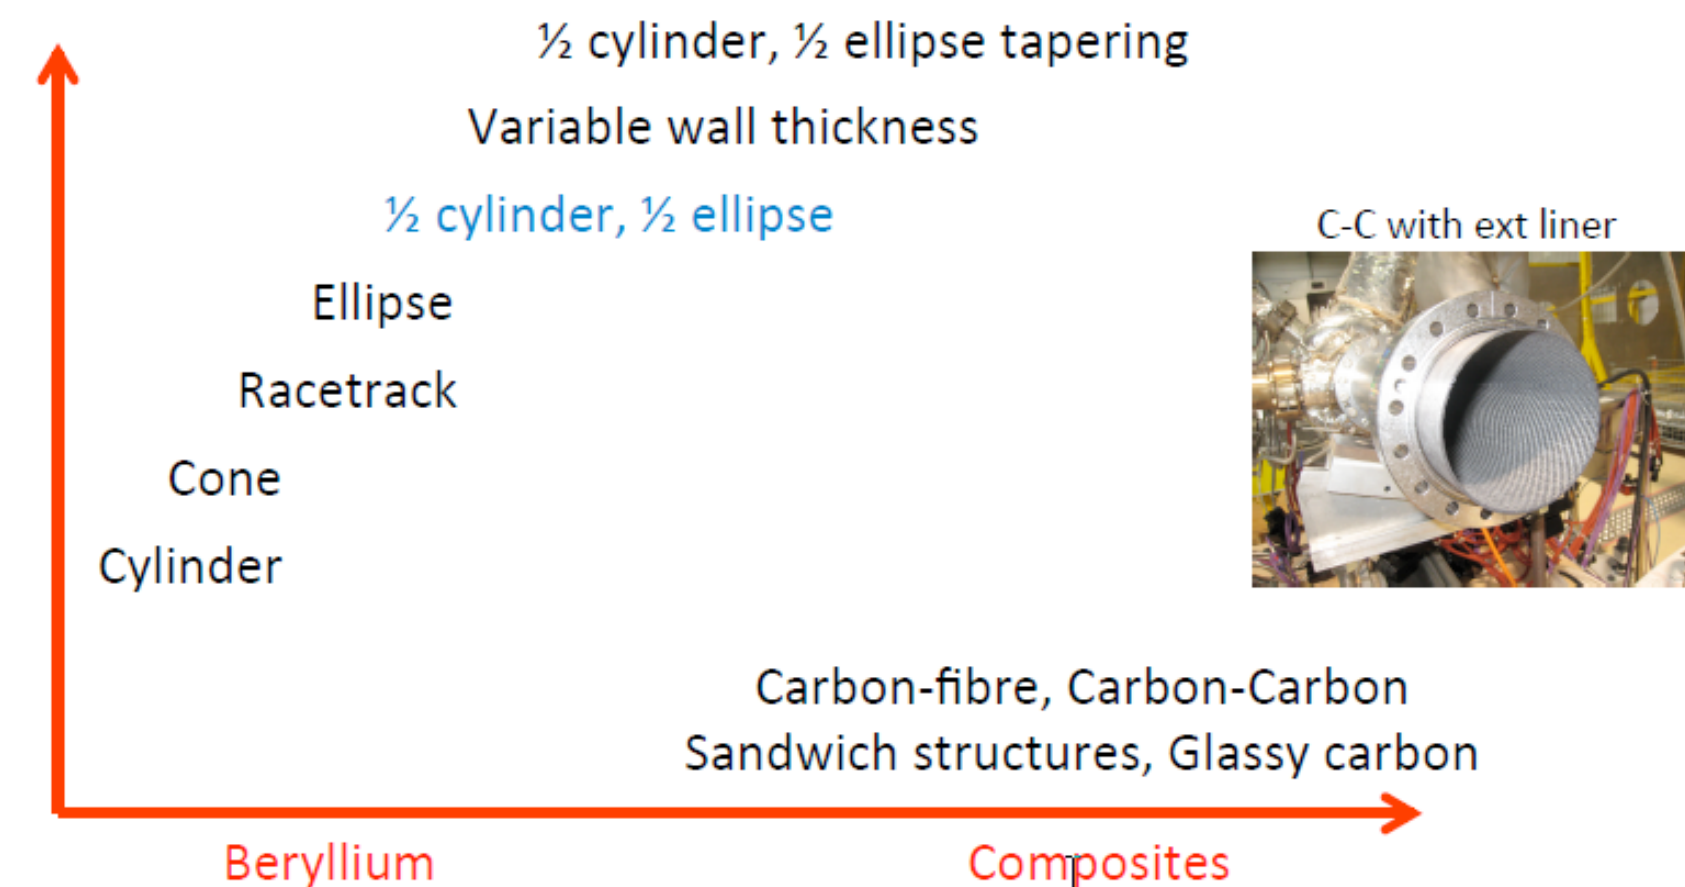 ½ cylinder, ½ ellipse tapering
Variable wall thickness
½ cylinder, ½ ellipse
C-C with ext liner
Ellipse
Racetrack
Cone
Cylinder
Carbon-fibre, Carbon-Carbon
Sandwich structures, Glassy carbon
Beryllium
Composites